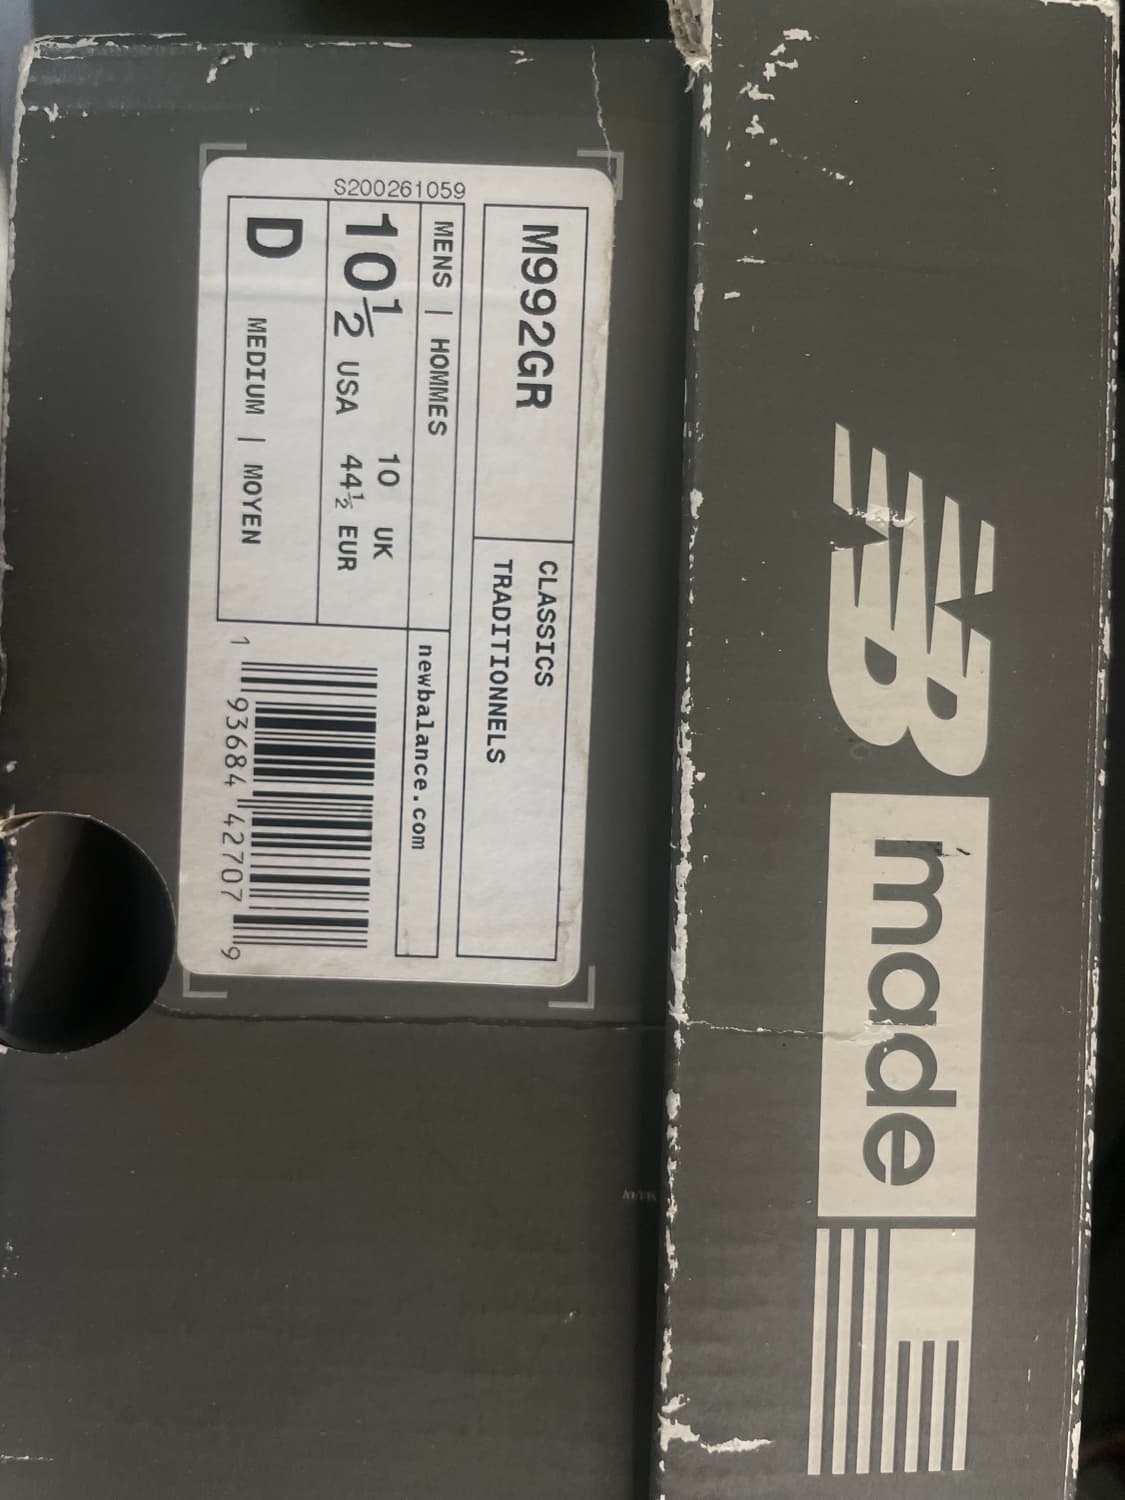 NB made
S200261059
M992GR
CLASSICS
TRADITIONNELS
MENS | HOMMES
10½ USA
10 UK
44½ EUR
newbalance.com
D MEDIUM | MOYEN
1 93684 42707 9